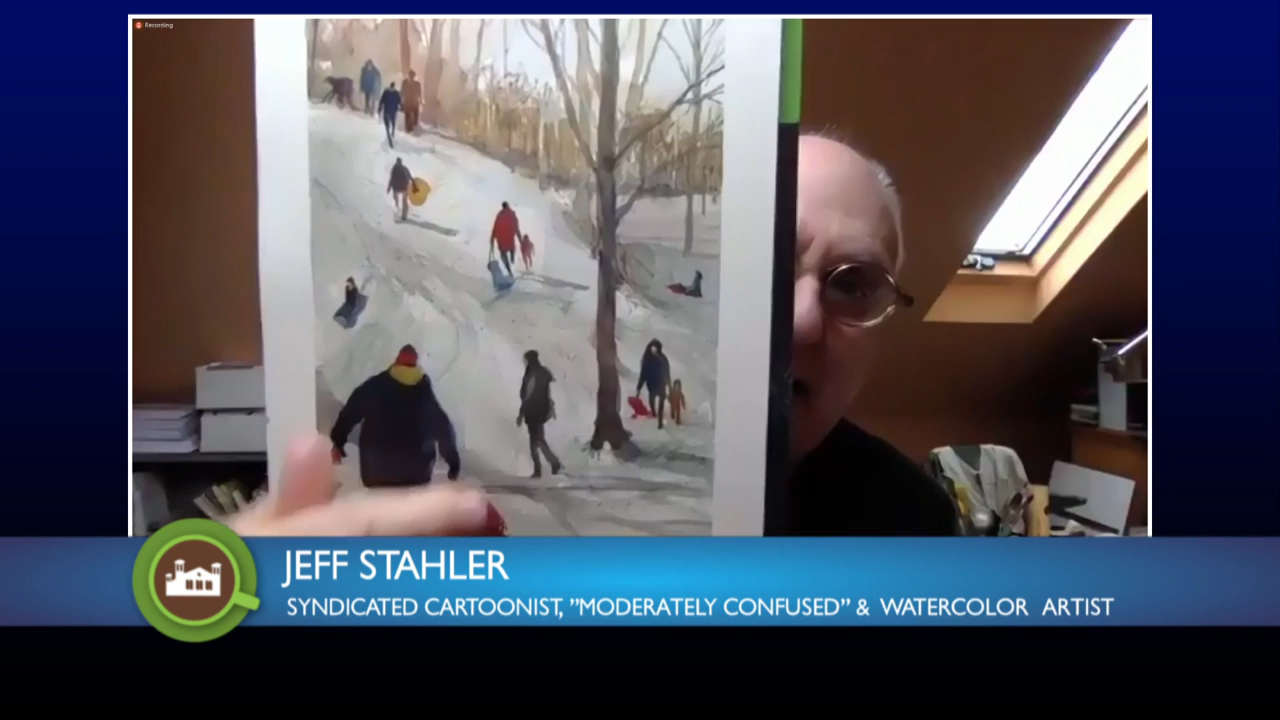 Recording
JEFF STAHLER
SYNDICATED CARTOONIST, ”MODERATELY CONFUSED” & WATERCOLOR ARTIST